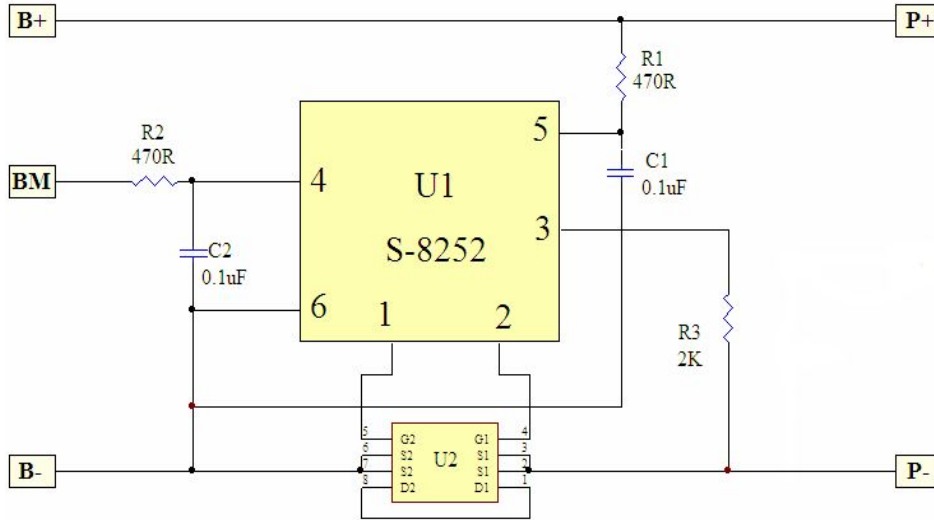 B+
P+
R1
470R
R2
470R
5
C1
0.1uF
BM
4
U1
3
S-8252
C2
0.1uF
6
1
2
R3
2K
5 G2 G1 4
6 S2 S1 3
7 S2 S1 2
8 D2 D1 1
U2
B-
P-